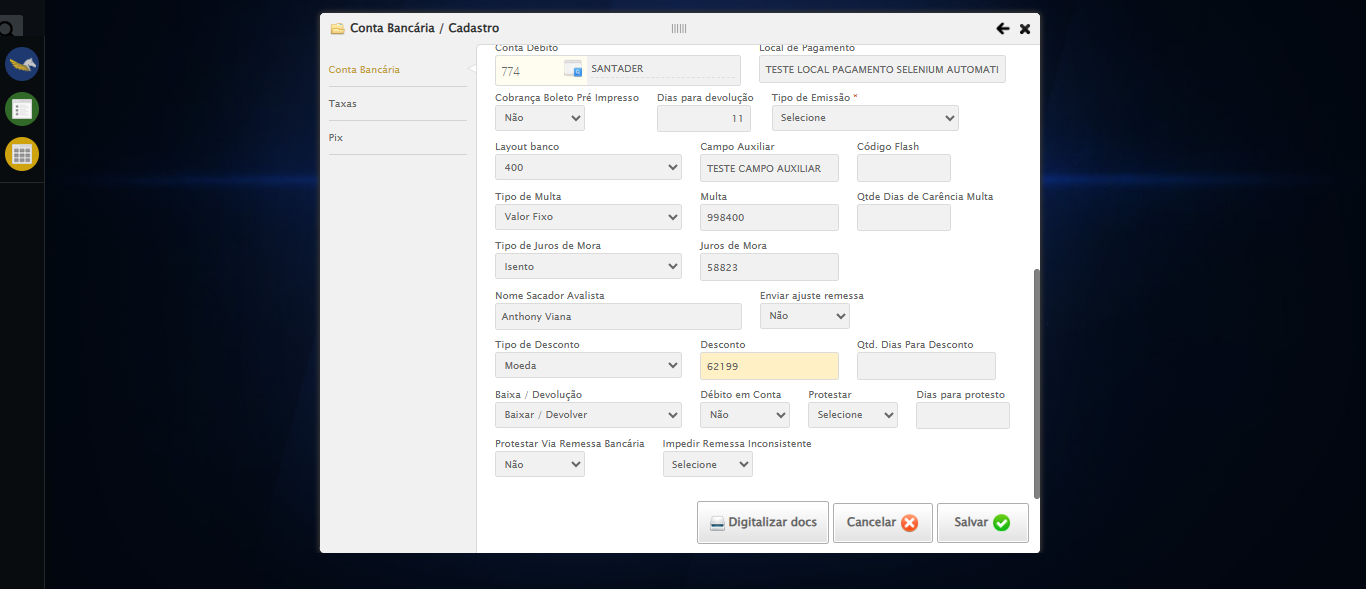 Conta Bancária / Cadastro
Conta Bancária
Taxas
Pix
Conta Débito Local de Pagamento
774 SANTADER TESTE LOCAL PAGAMENTO SELENIUM AUTOMATI
Cobrança Boleto Pré Impresso Dias para devolução Tipo de Emissão *
Não 11 Selecione
Layout banco Campo Auxiliar Código Flash
400 TESTE CAMPO AUXILIAR
Tipo de Multa Multa Qtde Dias de Carência Multa
Valor Fixo 998400
Tipo de Juros de Mora Juros de Mora
Isento 58823
Nome Sacador Avalista Enviar ajuste remessa
Anthony Viana Não
Tipo de Desconto Desconto Qtd. Dias Para Desconto
Moeda 62199
Baixa / Devolução Débito em Conta Protestar Dias para protesto
Baixar / Devolver Não Selecione
Protestar Via Remessa Bancária Impedir Remessa Inconsistente
Não Selecione
Digitalizar docs Cancelar Salvar